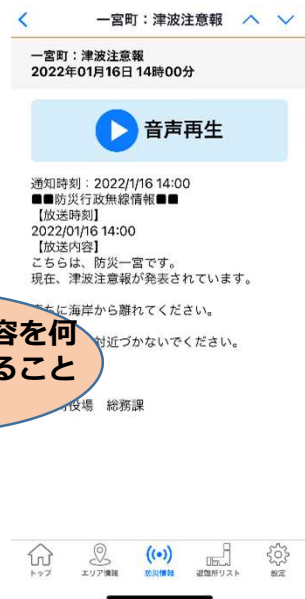 一宮町：津波注意報
一宮町：津波注意報
2022年01月16日 14時00分
音声再生
通知時刻：2022/1/16 14:00
■■防災行政無線情報■■
【放送時刻】
2022/01/16 14:00
【放送内容】
こちらは、防災一宮です。
現在、津波注意報が発表されています。
ちに海岸から離れてください。
対近づかないでください。
容を何
ること
役場 総務課
トップ
エリア情報
防災情報
避難所リスト
設定